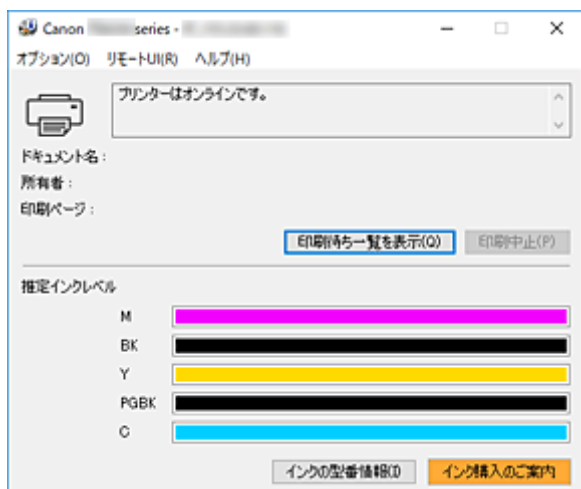 Canon series -
オプション(O) リモートUI(R) ヘルプ(H)
プリンターはオンラインです。
ドキュメント名 :
所有者 :
印刷ページ :
印刷待ち一覧を表示(Q) 印刷中止(P)
推定インクレベル
M
BK
Y
PGBK
C
インクの型番情報(I) インク購入のご案内